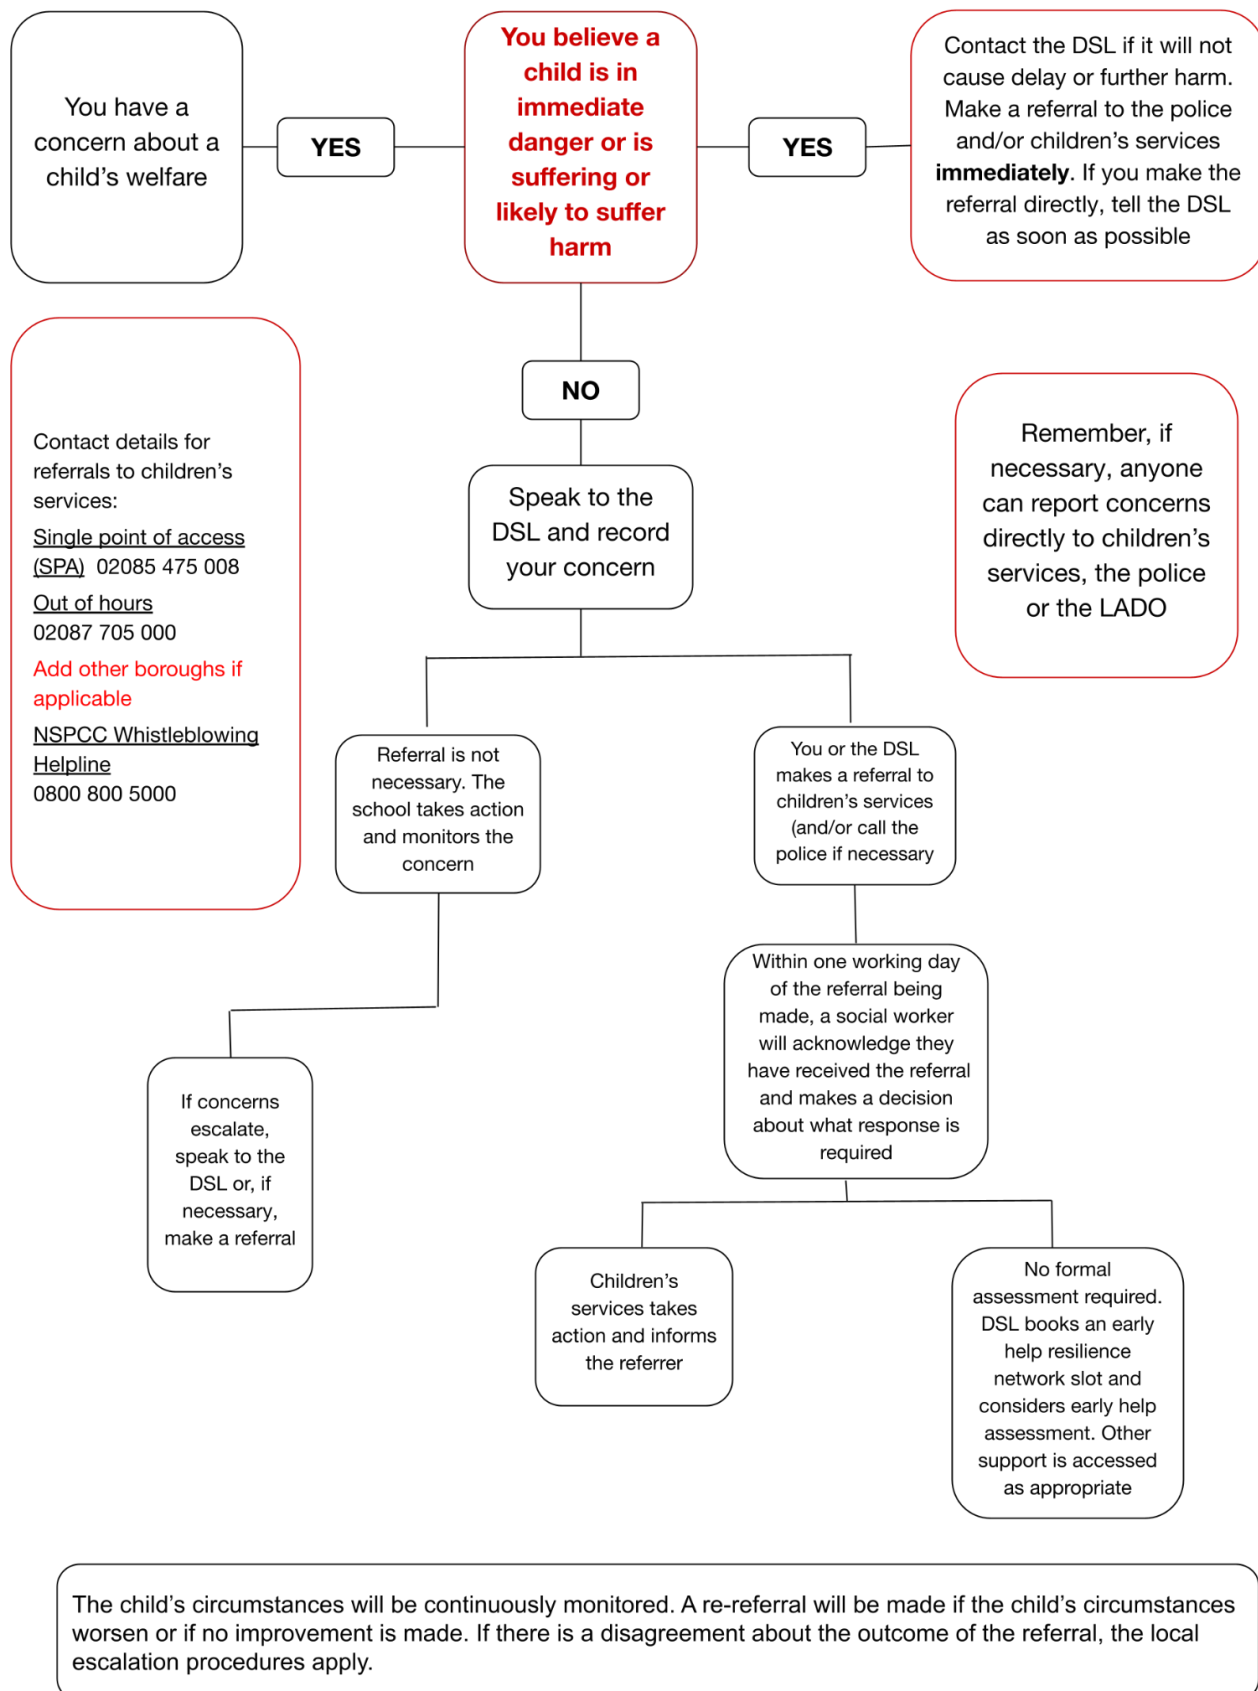 You have a
concern about a
child's welfare
YES
You believe a
child is in
immediate
danger or is
suffering or
likely to suffer
harm
YES
Contact the DSL if it will not
cause delay or further harm.
Make a referral to the police
and/or children's services
immediately. If you make the
referral directly, tell the DSL
as soon as possible
NO
Contact details for
referrals to children's
services:
Single point of access
(SPA) 02085 475 008
Out of hours
02087 705 000
Add other boroughs if
applicable
NSPCC Whistleblowing
Helpline
0800 800 5000
Speak to the
DSL and record
your concern
Remember, if
necessary, anyone
can report concerns
directly to children's
services, the police
or the LADO
Referral is not
necessary. The
school takes action
and monitors the
concern
You or the DSL
makes a referral to
children's services
(and/or call the
police if necessary
If concerns
escalate,
speak to the
DSL or, if
necessary,
make a referral
Within one working day
of the referral being
made, a social worker
will acknowledge they
have received the referral
and makes a decision
about what response is
required
Children's
services takes
action and informs
the referrer
No formal
assessment required.
DSL books an early
help resilience
network slot and
considers early help
assessment. Other
support is accessed
as appropriate
The child's circumstances will be continuously monitored. A re-referral will be made if the child's circumstances
worsen or if no improvement is made. If there is a disagreement about the outcome of the referral, the local
escalation procedures apply.